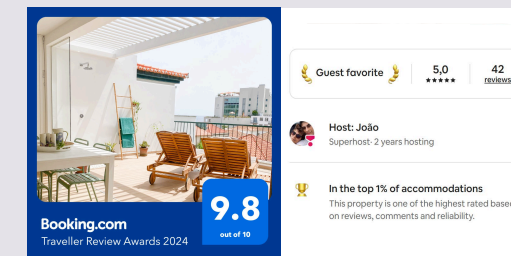 Booking.com
Traveller Review Awards 2024
9.8
out of 10
Guest favorite
5,0
★★★★★
42
reviews
Host: João
Superhost· 2 years hosting
In the top 1% of accommodations
This property is one of the highest rated based
on reviews, comments and reliability.